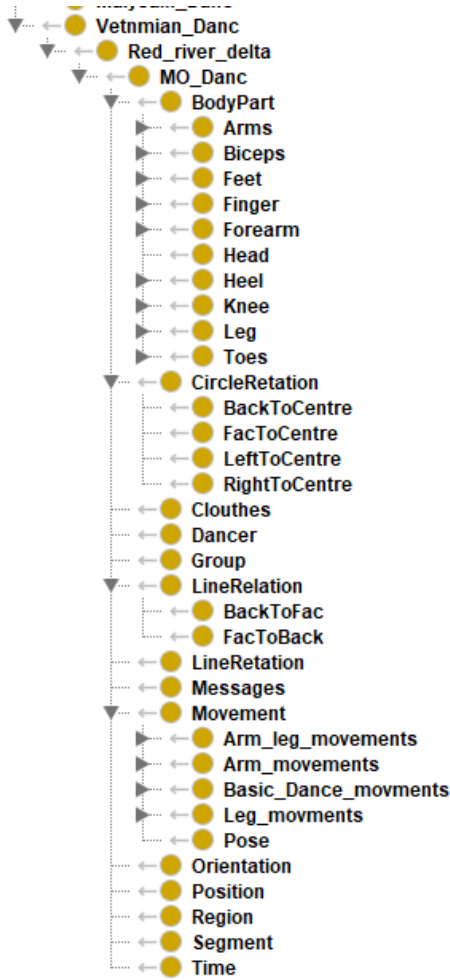 Vetnmian_Danc
Red_river_delta
MO_Danc
BodyPart
Arms
Biceps
Feet
Finger
Forearm
Head
Heel
Knee
Leg
Toes
CircleRetation
BackToCentre
FacToCentre
LeftToCentre
RightToCentre
Clouthes
Dancer
Group
LineRelation
BackToFac
FacToBack
LineRetation
Messages
Movement
Arm_leg_movements
Arm_movements
Basic_Dance_movments
Leg_movments
Pose
Orientation
Position
Region
Segment
Time